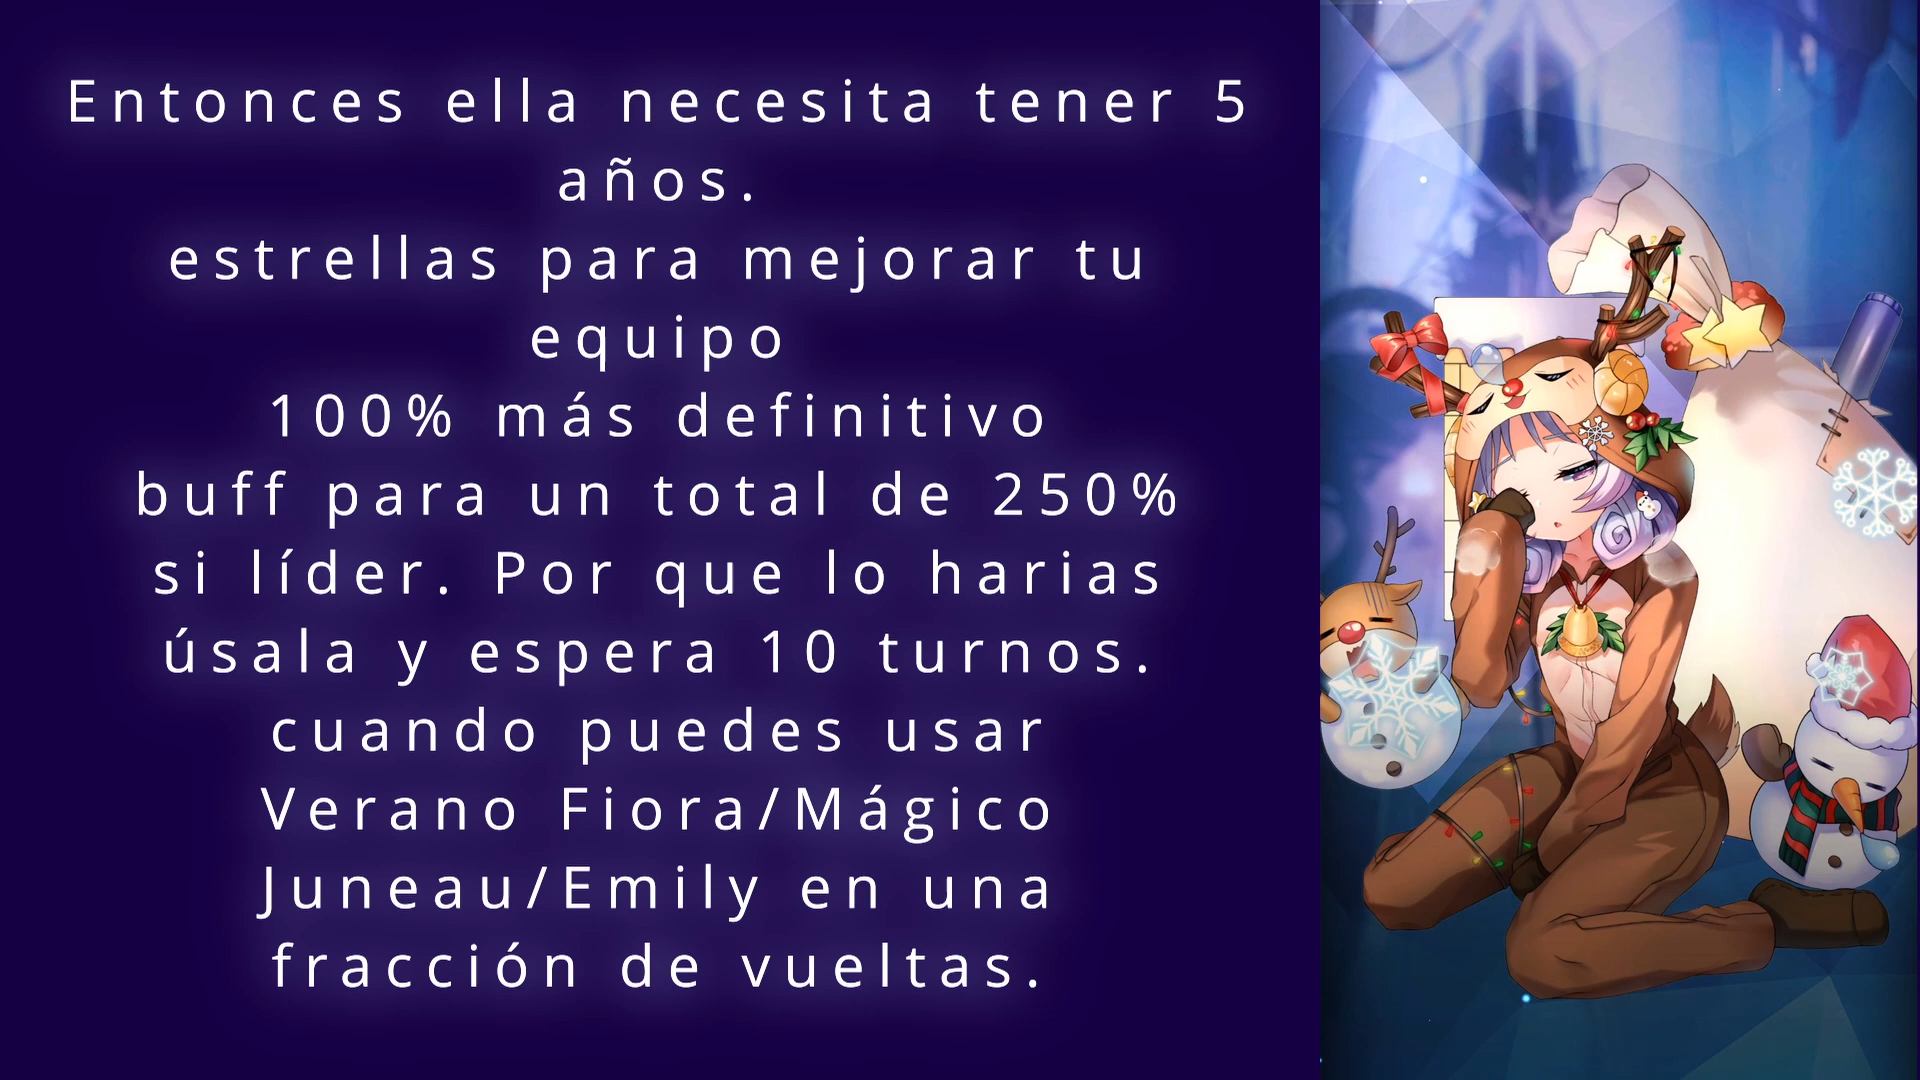 Entonces ella necesita tener 5
años.
estrellas para mejorar tu
equipo
100% más definitivo
buff para un total de 250%
si líder. Por que lo harias
úsala y espera 10 turnos.
cuando puedes usar
Verano Fiora/Mágico
Juneau/Emily en una
fracción de vueltas.